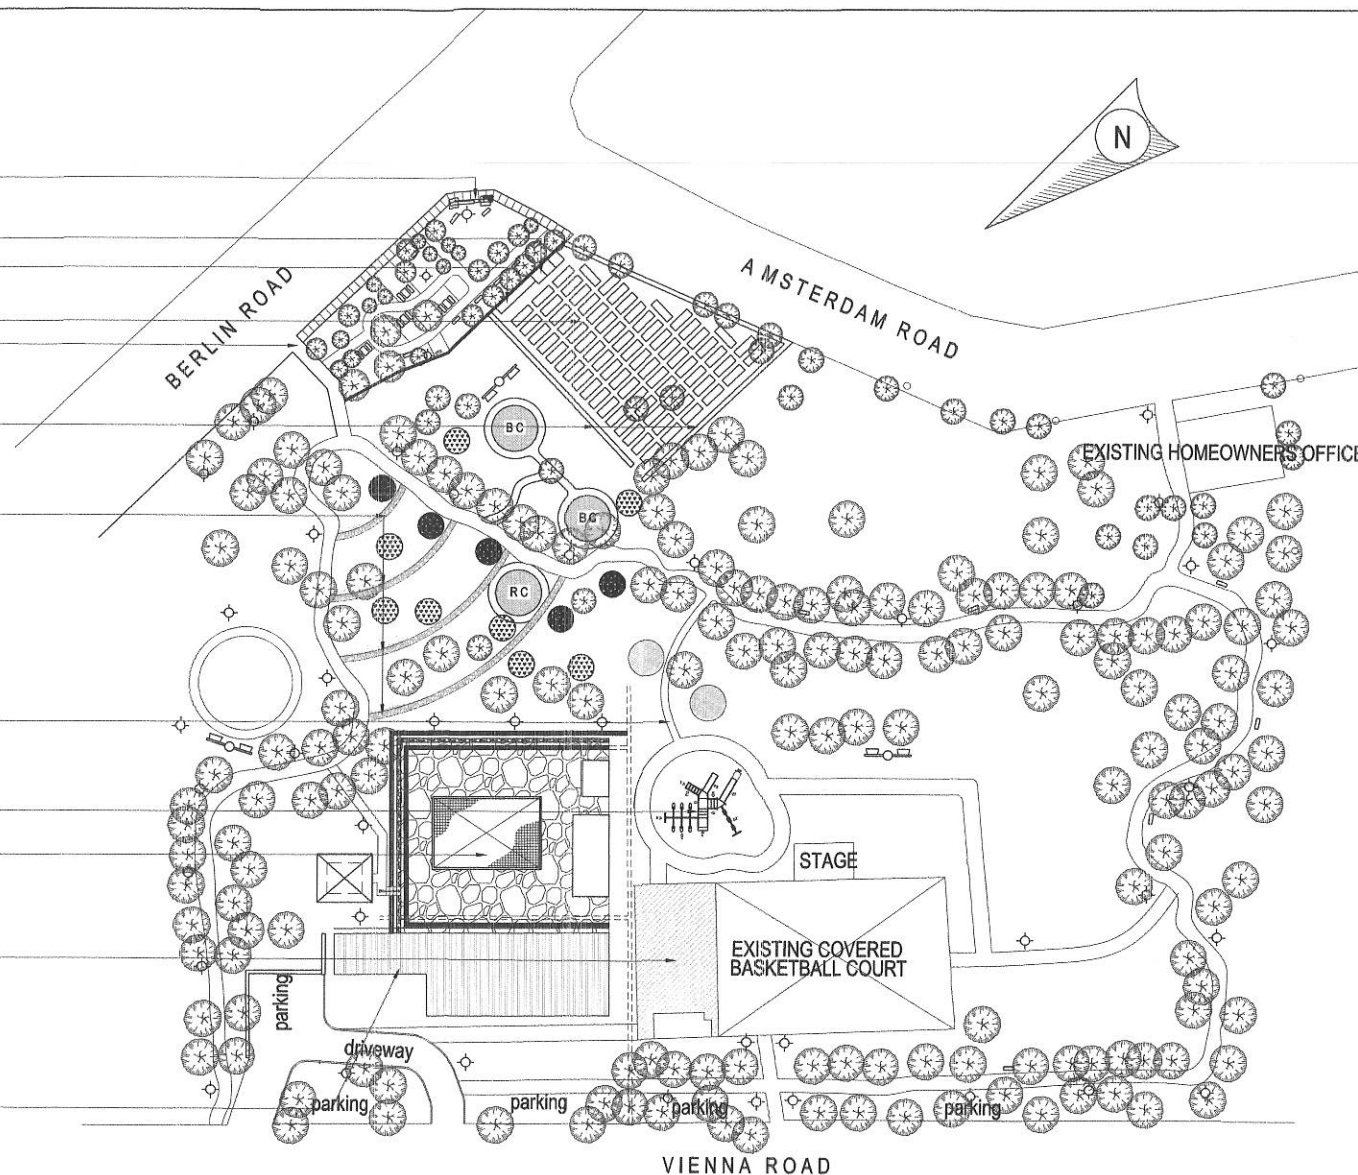 N
AMSTERDAM ROAD
BERLIN ROAD
BC
EXISTING HOMEOWNERS OFFICE
BC
RC
STAGE
EXISTING COVERED
BASKETBALL COURT
parking
driveway
parking
parking
parking
parking
VIENNA ROAD